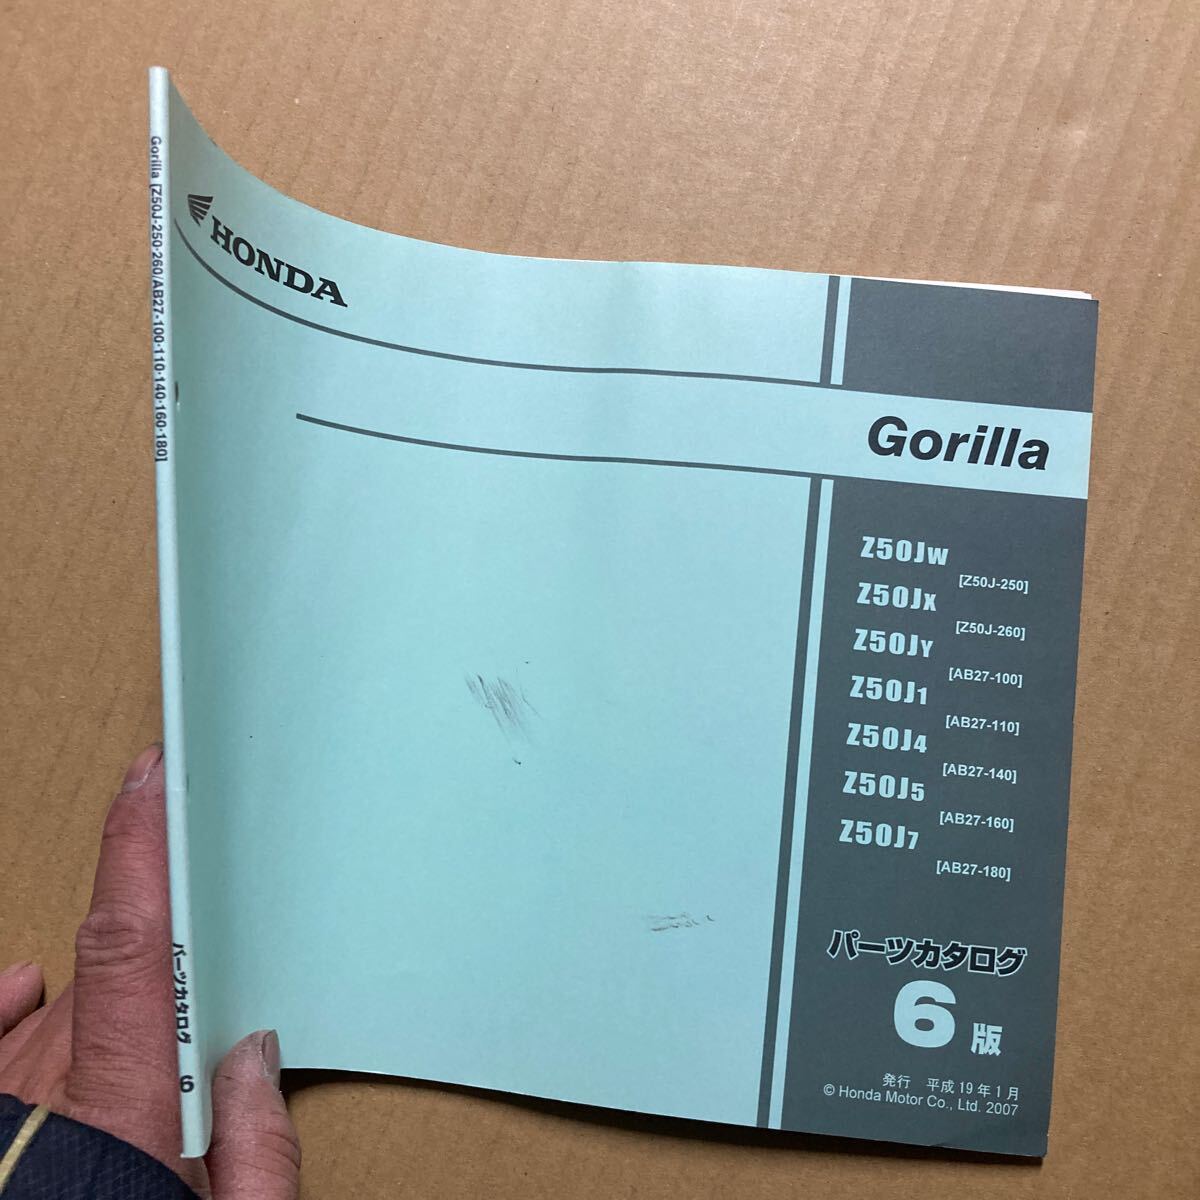 HONDA
Gorilla
Z50JW
[Z50J-250]
Z50JX
[Z50J-260]
Z50JY
[AB27-100]
Z50J1
[AB27-110]
Z50J4
[AB27-140]
Z50J5
[AB27-160]
Z50J7
[AB27-180]
パーツカタログ
6版
発行 平成19年1月
© Honda Motor Co., Ltd. 2007
Gorilla [Z50J-250·260/AB27-100·110·140·160·180] パーツカタログ 6